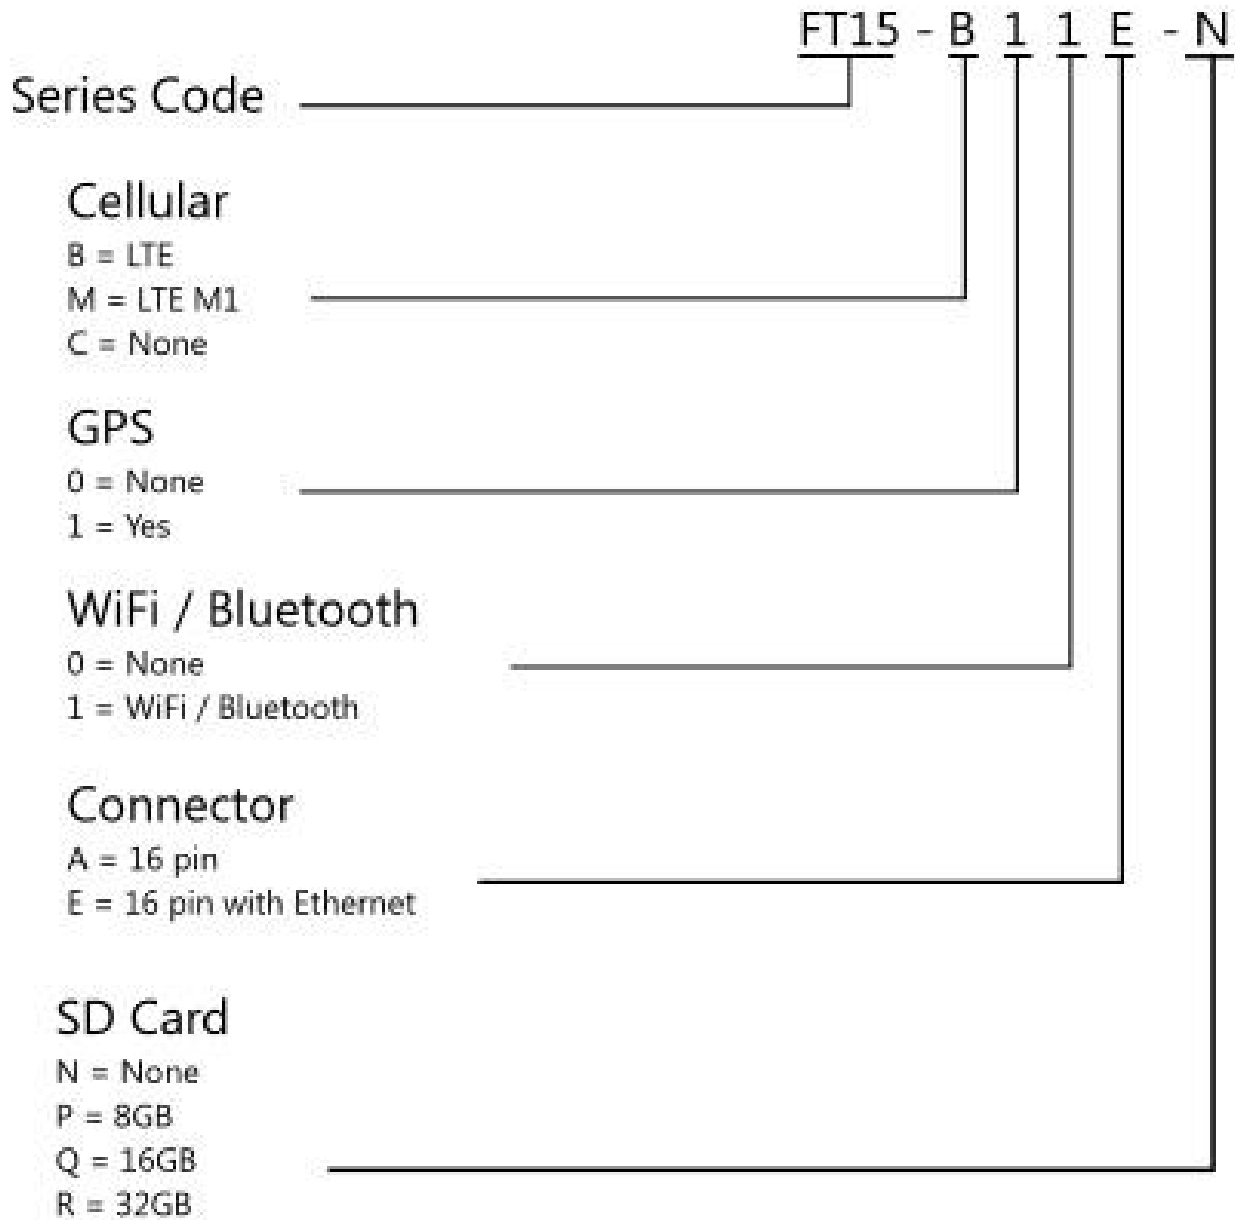 FT15 - B 1 1 E - N
Series Code
Cellular
B = LTE
M = LTE M1
C = None
GPS
0 = None
1 = Yes
WiFi / Bluetooth
0 = None
1 = WiFi / Bluetooth
Connector
A = 16 pin
E = 16 pin with Ethernet
SD Card
N = None
P = 8GB
Q = 16GB
R = 32GB